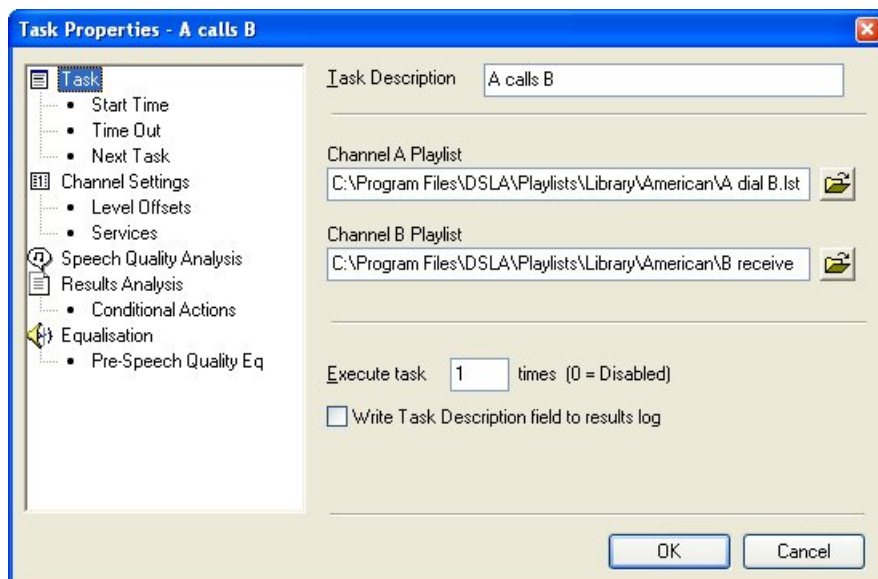 Task Properties - A calls B
Task
Start Time
Time Out
Next Task
Channel Settings
Level Offsets
Services
Speech Quality Analysis
Results Analysis
Conditional Actions
Equalisation
Pre-Speech Quality Eq
Task Description A calls B
Channel A Playlist
C:\Program Files\DSLA\Playlists\Library\American\A dial B.lst
Channel B Playlist
C:\Program Files\DSLA\Playlists\Library\American\B receive
Execute task 1 times (0 = Disabled)
Write Task Description field to results log
OK Cancel